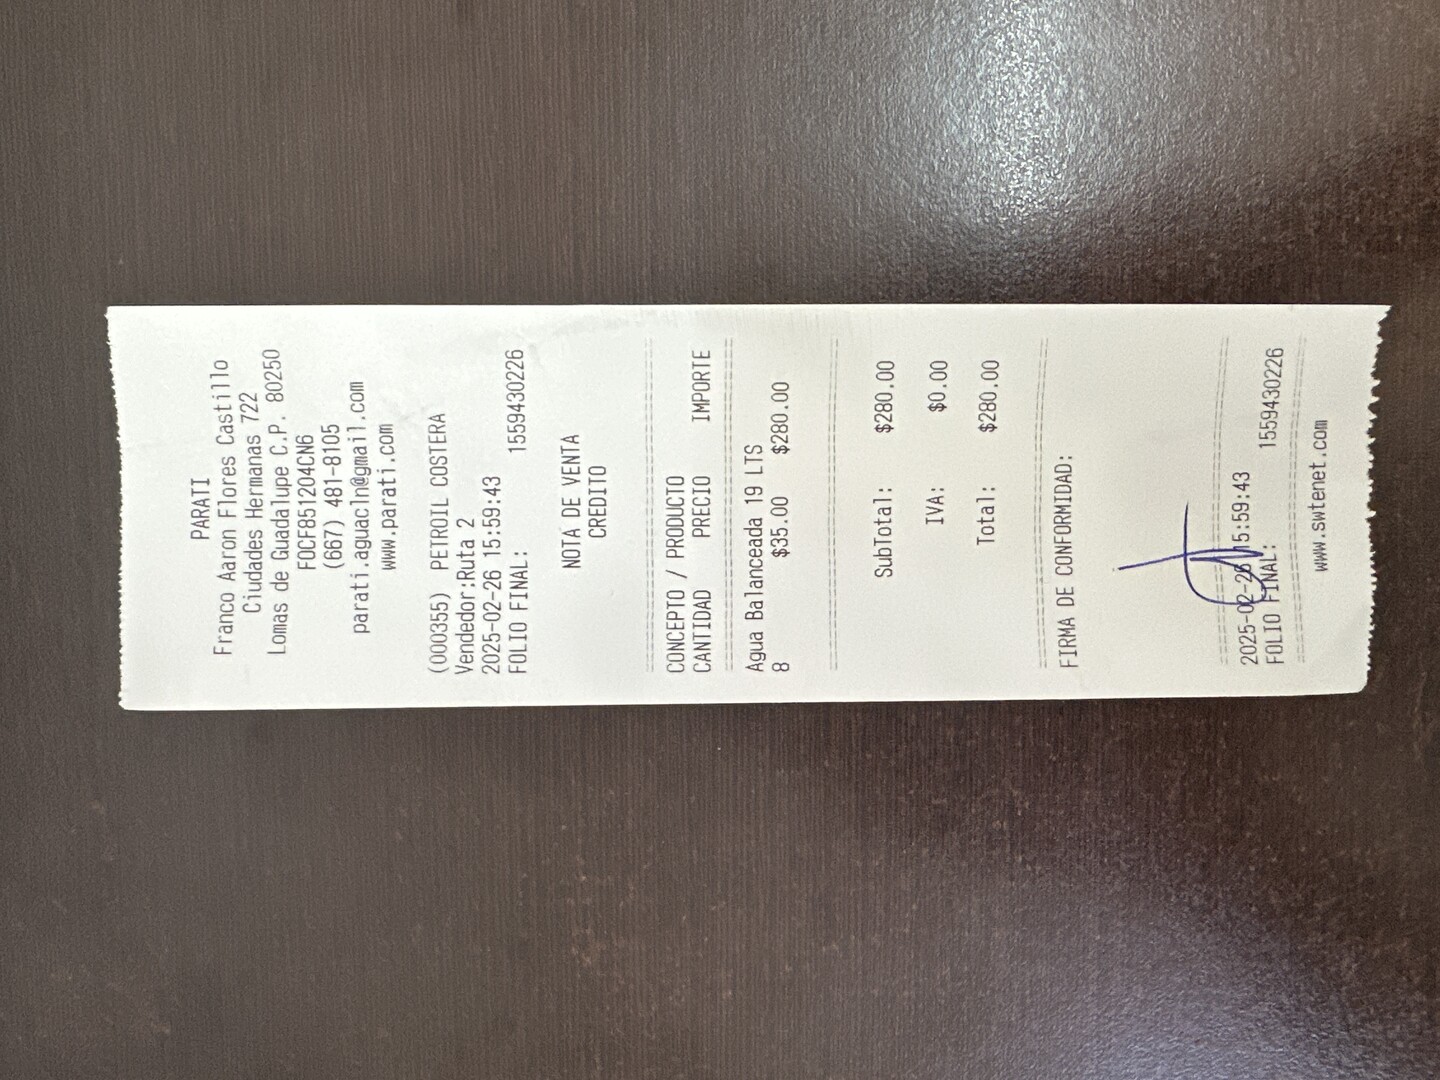 PARATI
Franco Aaron Flores Castillo
Ciudades Hermanas 722
Lomas de Guadalupe C.P. 80250
FOCF851204CN6
(667) 481-8105
parati.aguacln@gmail.com
www.parati.com
(000355) PETROIL COSTERA
Vendedor:Ruta 2
2025-02-26 15:59:43
FOLIO FINAL: 1559430226
NOTA DE VENTA
CREDITO
CONCEPTO / PRODUCTO
CANTIDAD PRECIO IMPORTE
Agua Balanceada 19 LTS
8 $35.00 $280.00
SubTotal: $280.00
IVA: $0.00
Total: $280.00
FIRMA DE CONFORMIDAD:
2025-02-26 15:59:43
FOLIO FINAL: 1559430226
www.swtenet.com